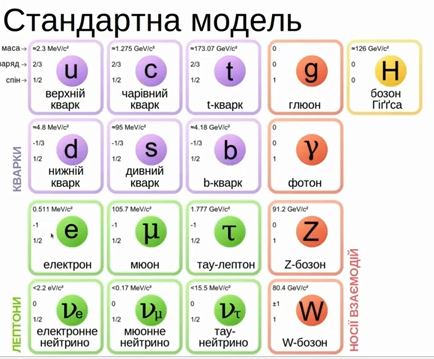 Стандартна модель
маса→ ≈2.3 MeV/c² ≈1.275 GeV/c² ≈173.07 GeV/c² 0 ≈126 GeV/c²
аряд→ 2/3 2/3 2/3 0 0
спін→ 1/2 1/2 1/2 1 0
u c t g H
верхній кварк чарівний кварк t-кварк глюон бозон Гіґґса
≈4.8 MeV/c² ≈95 MeV/c² ≈4.18 GeV/c² 0
-1/3 -1/3 -1/3 0
1/2 1/2 1/2 1
d s b γ
нижній кварк дивний кварк b-кварк фотон
КВАРКИ
0.511 MeV/c² 105.7 MeV/c² 1.777 GeV/c² 91.2 GeV/c²
-1 -1 -1 0
1/2 1/2 1/2 1
e μ τ Z
електрон мюон тау-лептон Z-бозон
<2.2 eV/c² <0.17 MeV/c² <15.5 MeV/c² 80.4 GeV/c²
0 0 0 ±1
1/2 1/2 1/2 1
νe νμ ντ W
електронне нейтрино мюонне нейтрино тау-нейтрино W-бозон
ЛЕПТОНИ
НОСІЇ ВЗАЄМОДІЙ